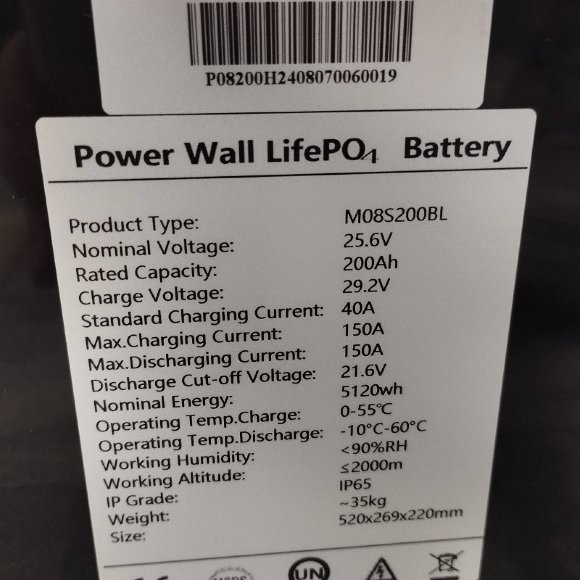 P08200H2408070060019
Power Wall LifePO4 Battery
Product Type: M08S200BL
Nominal Voltage: 25.6V
Rated Capacity: 200Ah
Charge Voltage: 29.2V
Standard Charging Current: 40A
Max.Charging Current: 150A
Max.Discharging Current: 150A
Discharge Cut-off Voltage: 21.6V
Nominal Energy: 5120wh
Operating Temp.Charge: 0-55℃
Operating Temp.Discharge: -10°C-60°C
Working Humidity: <90%RH
Working Altitude: ≤2000m
IP Grade: IP65
Weight: ~35kg
Size: 520x269x220mm
UN